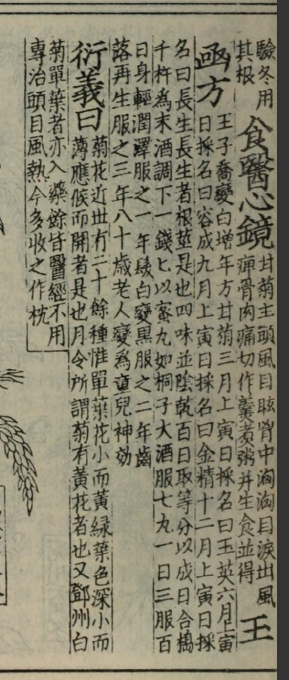 驗冬用
其根
食醫心鏡
甘菊主頭風目眩胷中洶洶目淚出風
痺骨肉痛切作羹煮粥并生食並得
王
函方
王子喬變白增年方甘菊三月上寅日採名曰玉英六月上寅
日採名曰容成九月上寅日採名曰金精十二月上寅日採
名曰長生長生者根莖是也四味並陰乾百日取等分以成日合擣
千杵爲末酒調下一錢匕以蜜丸如桐子大酒服七丸一日三服百
日身輕潤澤服之一年髮白變黑服之二年齒
落再生服之三年八十歳老人變爲童兒神効
衍義曰
菊花近世有二十餘種惟單葉花小而黃綠葉色深小而
薄應候而開者是也月令所謂菊有黃花者也又鄧州白
菊單葉者亦入藥餘皆醫經不用
專治頭目風熱今多收之作枕